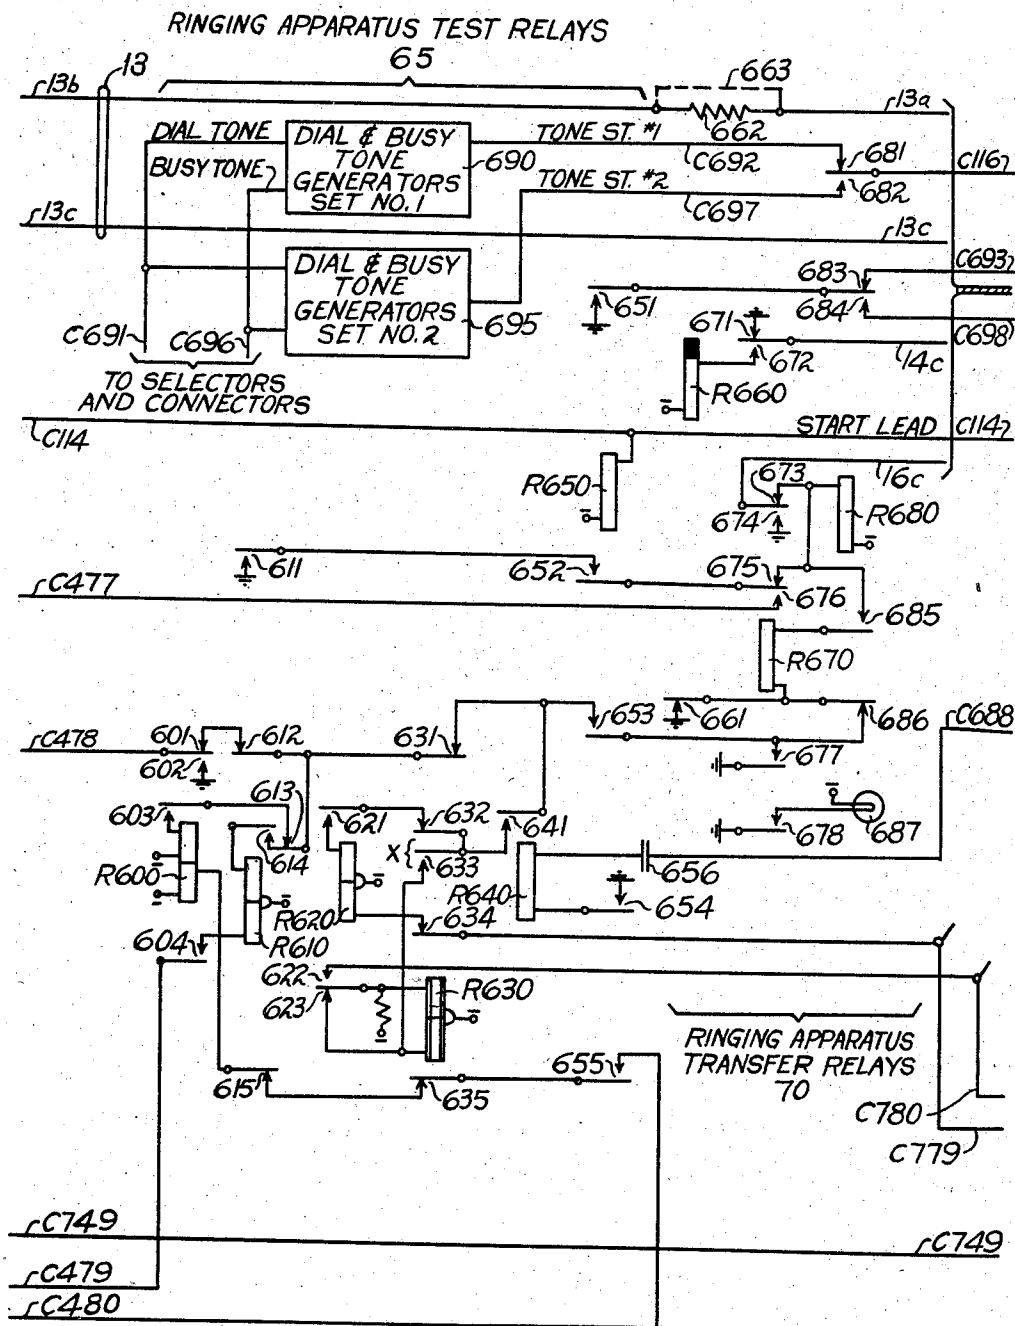 RINGING APPARATUS TEST RELAYS
65
13
13b
663
13a
662
DIAL TONE
DIAL & BUSY
TONE
GENERATORS
SET NO.1
690
TONE ST. #1
C692
681
C116
BUSY TONE
TONE ST. #2
C697
682
13c
13c
DIAL & BUSY
TONE
GENERATORS
SET NO.2
695
683
C693
651
684
C698
C691
C696
671
672
14c
TO SELECTORS
AND CONNECTORS
R660
C114
START LEAD
C114
R650
673
16c
674
R680
611
652
675
676
C477
685
R670
C478
601
612
631
653
661
686
C688
602
677
603
613
621
632
641
687
614
X
633
678
R600
R640
656
654
R620
634
604
R610
622
623
R630
RINGING APPARATUS
TRANSFER RELAYS
70
615
635
655
C780
C779
C749
C749
C479
C480